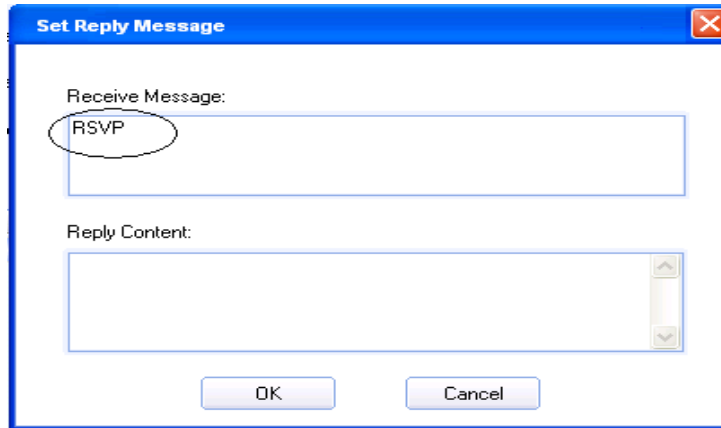 Set Reply Message
Receive Message:
RSVP
Reply Content:
OK
Cancel